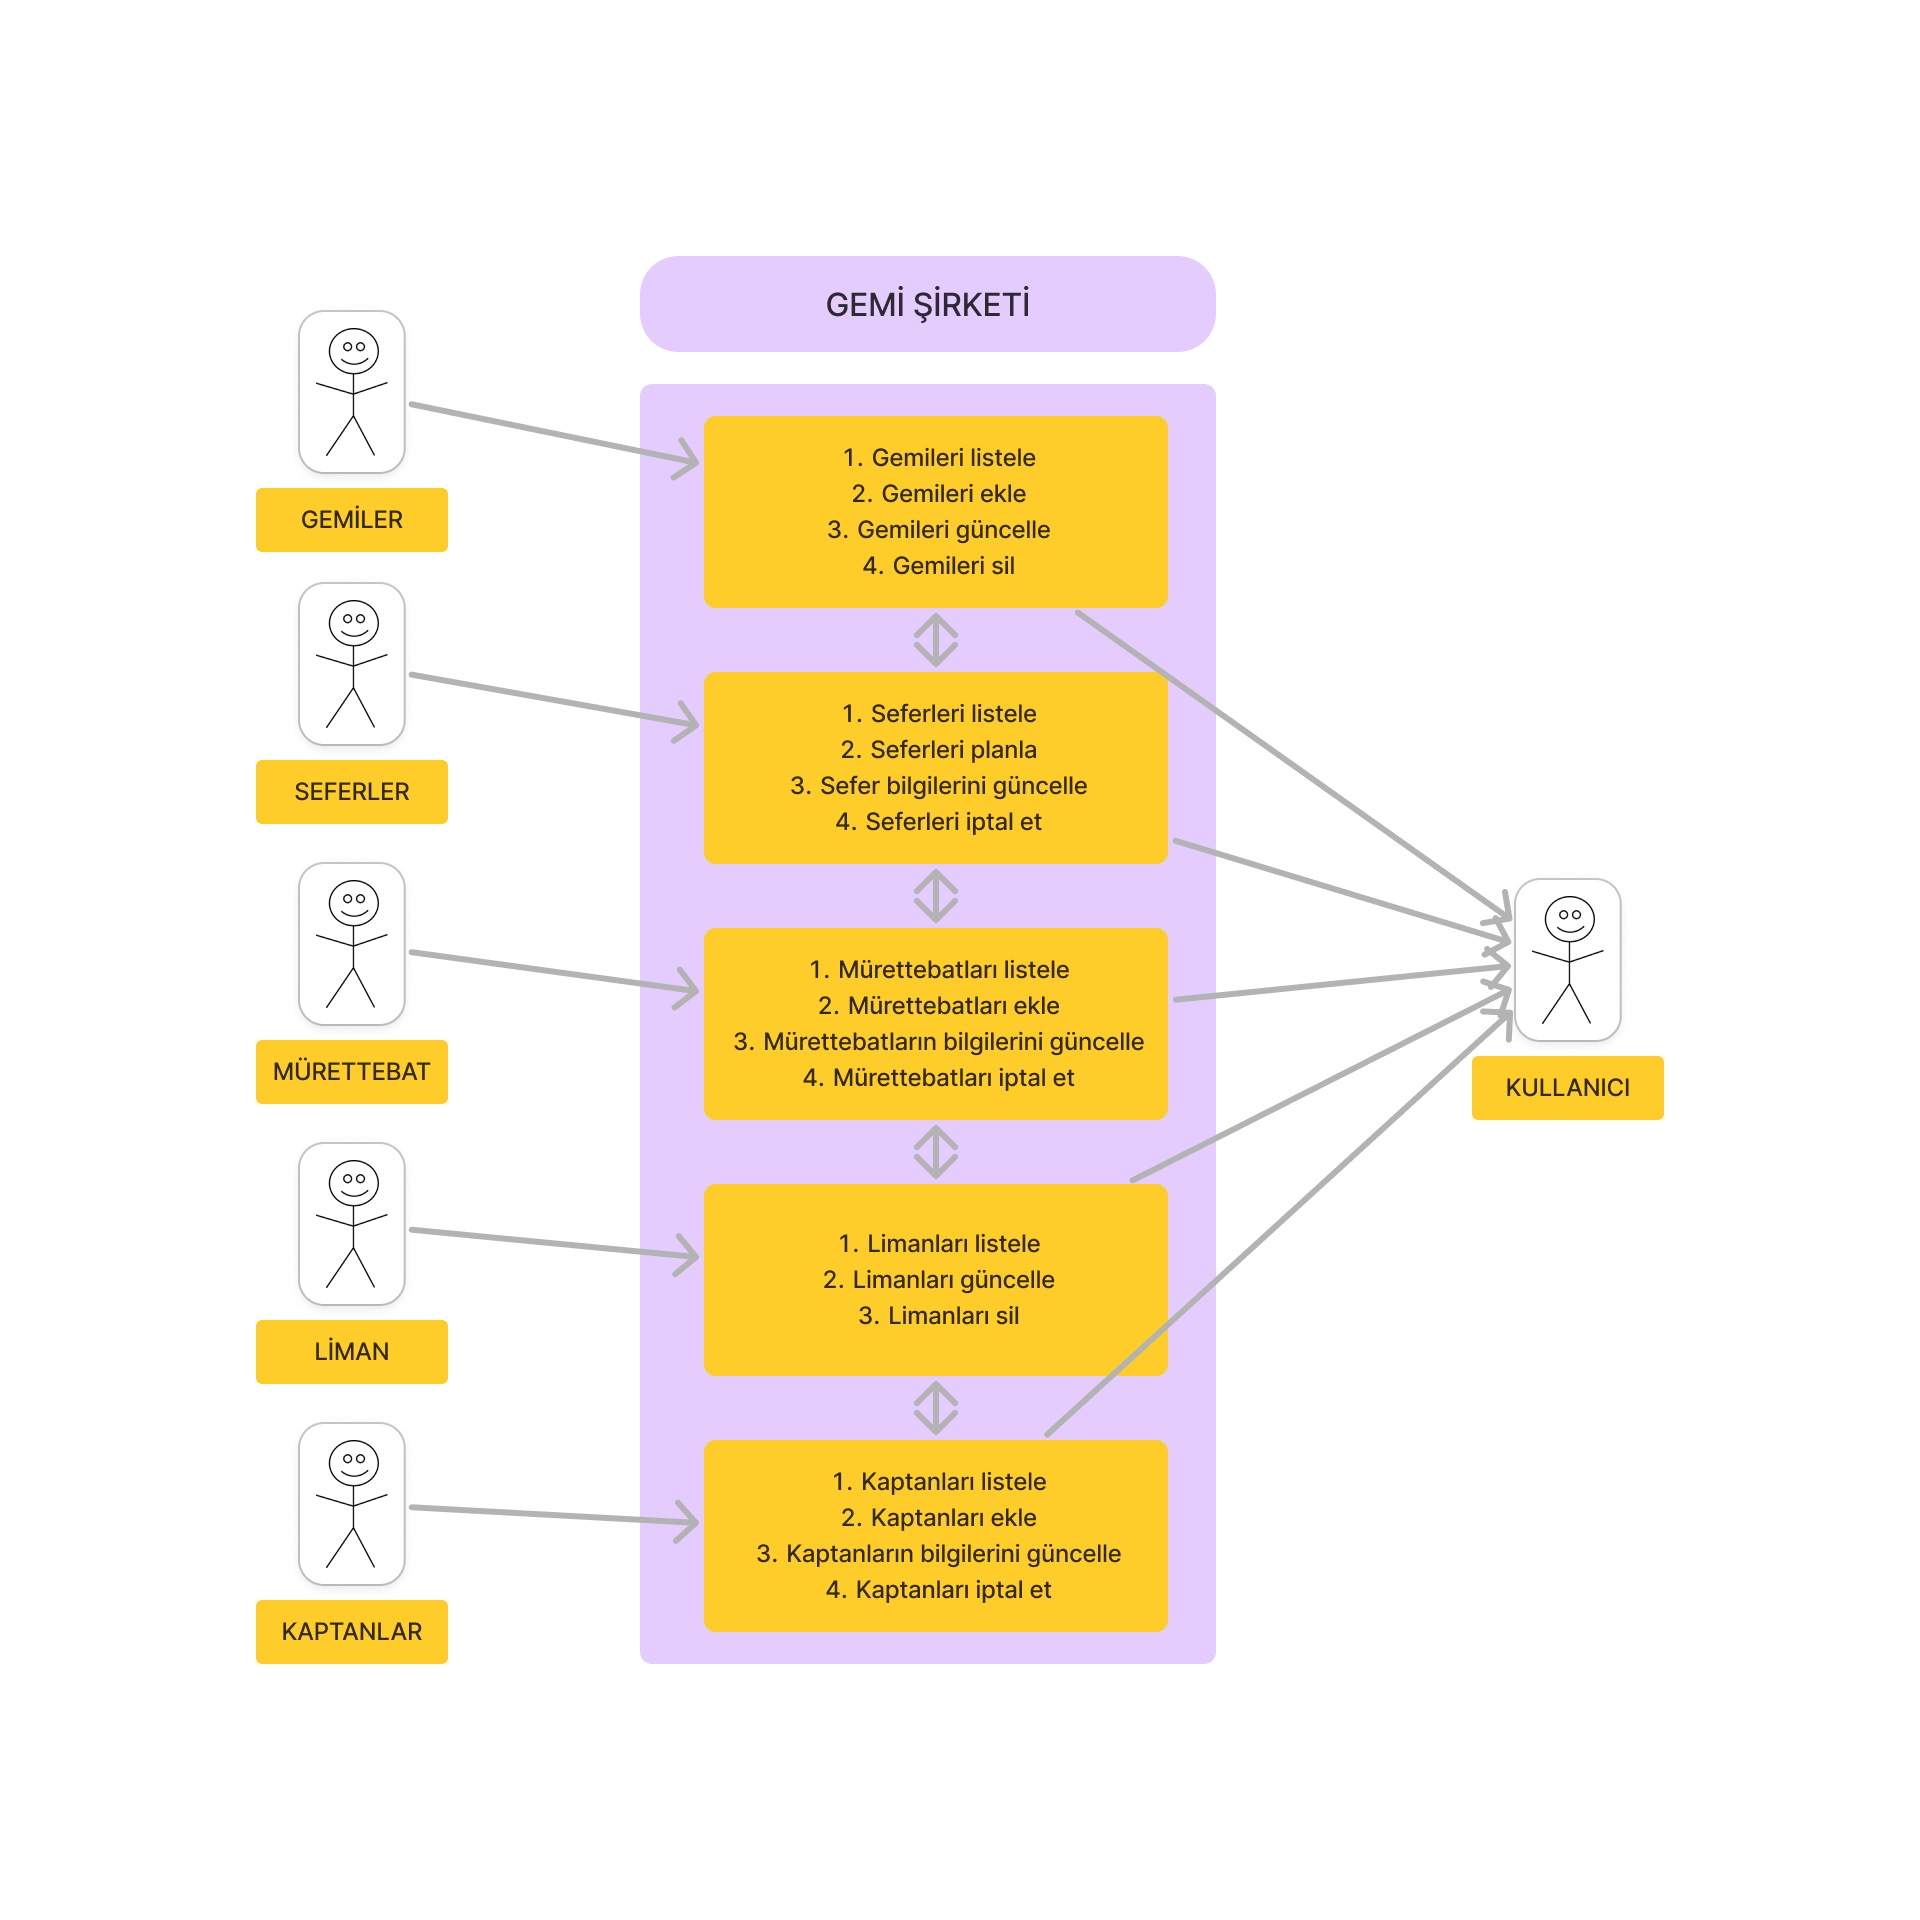 GEMİ ŞİRKETİ
GEMİLER
1. Gemileri listele
2. Gemileri ekle
3. Gemileri güncelle
4. Gemileri sil
SEFERLER
1. Seferleri listele
2. Seferleri planla
3. Sefer bilgilerini güncelle
4. Seferleri iptal et
MÜRETTEBAT
1. Mürettebatları listele
2. Mürettebatları ekle
3. Mürettebatların bilgilerini güncelle
4. Mürettebatları iptal et
KULLANICI
LİMAN
1. Limanları listele
2. Limanları güncelle
3. Limanları sil
KAPTANLAR
1. Kaptanları listele
2. Kaptanları ekle
3. Kaptanların bilgilerini güncelle
4. Kaptanları iptal et